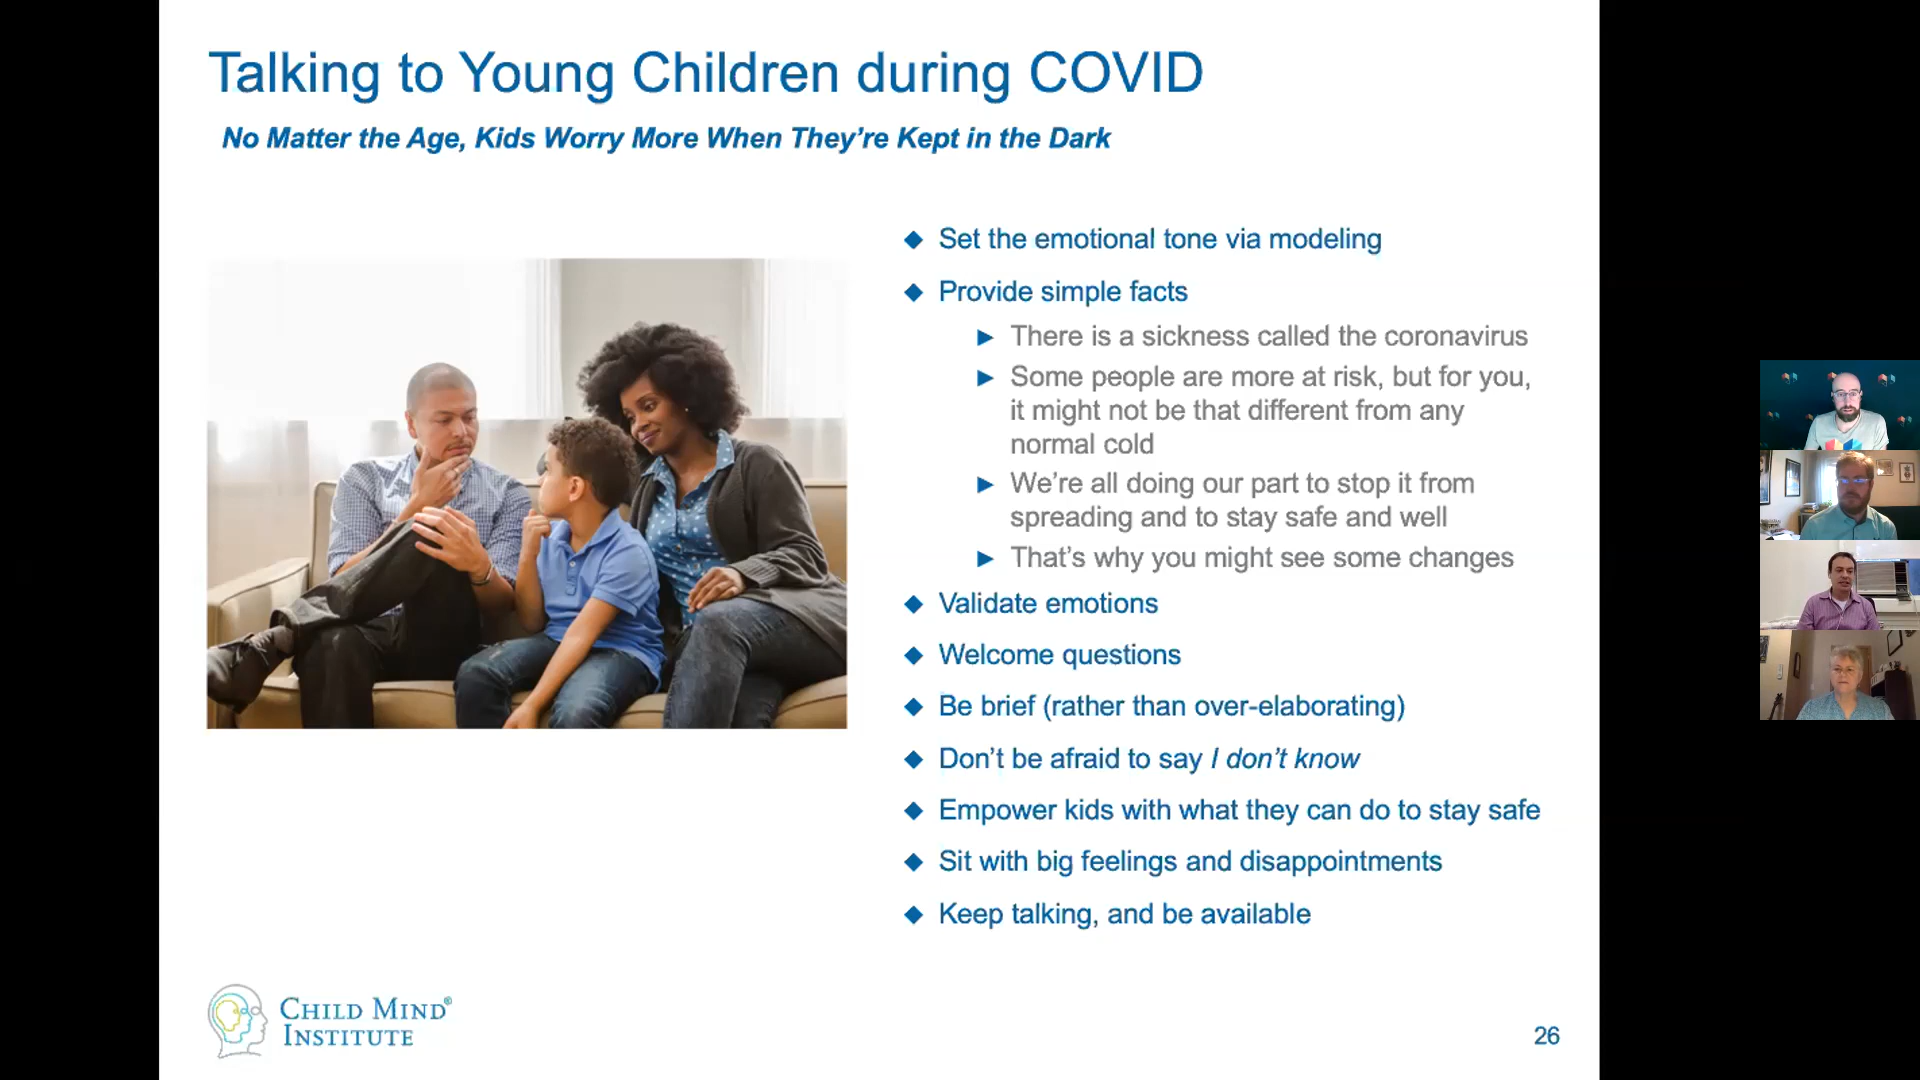 Talking to Young Children during COVID
No Matter the Age, Kids Worry More When They’re Kept in the Dark
◆ Set the emotional tone via modeling
◆ Provide simple facts
► There is a sickness called the coronavirus
► Some people are more at risk, but for you,
it might not be that different from any
normal cold
► We’re all doing our part to stop it from
spreading and to stay safe and well
► That’s why you might see some changes
◆ Validate emotions
◆ Welcome questions
◆ Be brief (rather than over-elaborating)
◆ Don’t be afraid to say I don’t know
◆ Empower kids with what they can do to stay safe
◆ Sit with big feelings and disappointments
◆ Keep talking, and be available
CHILD MIND®
INSTITUTE
26